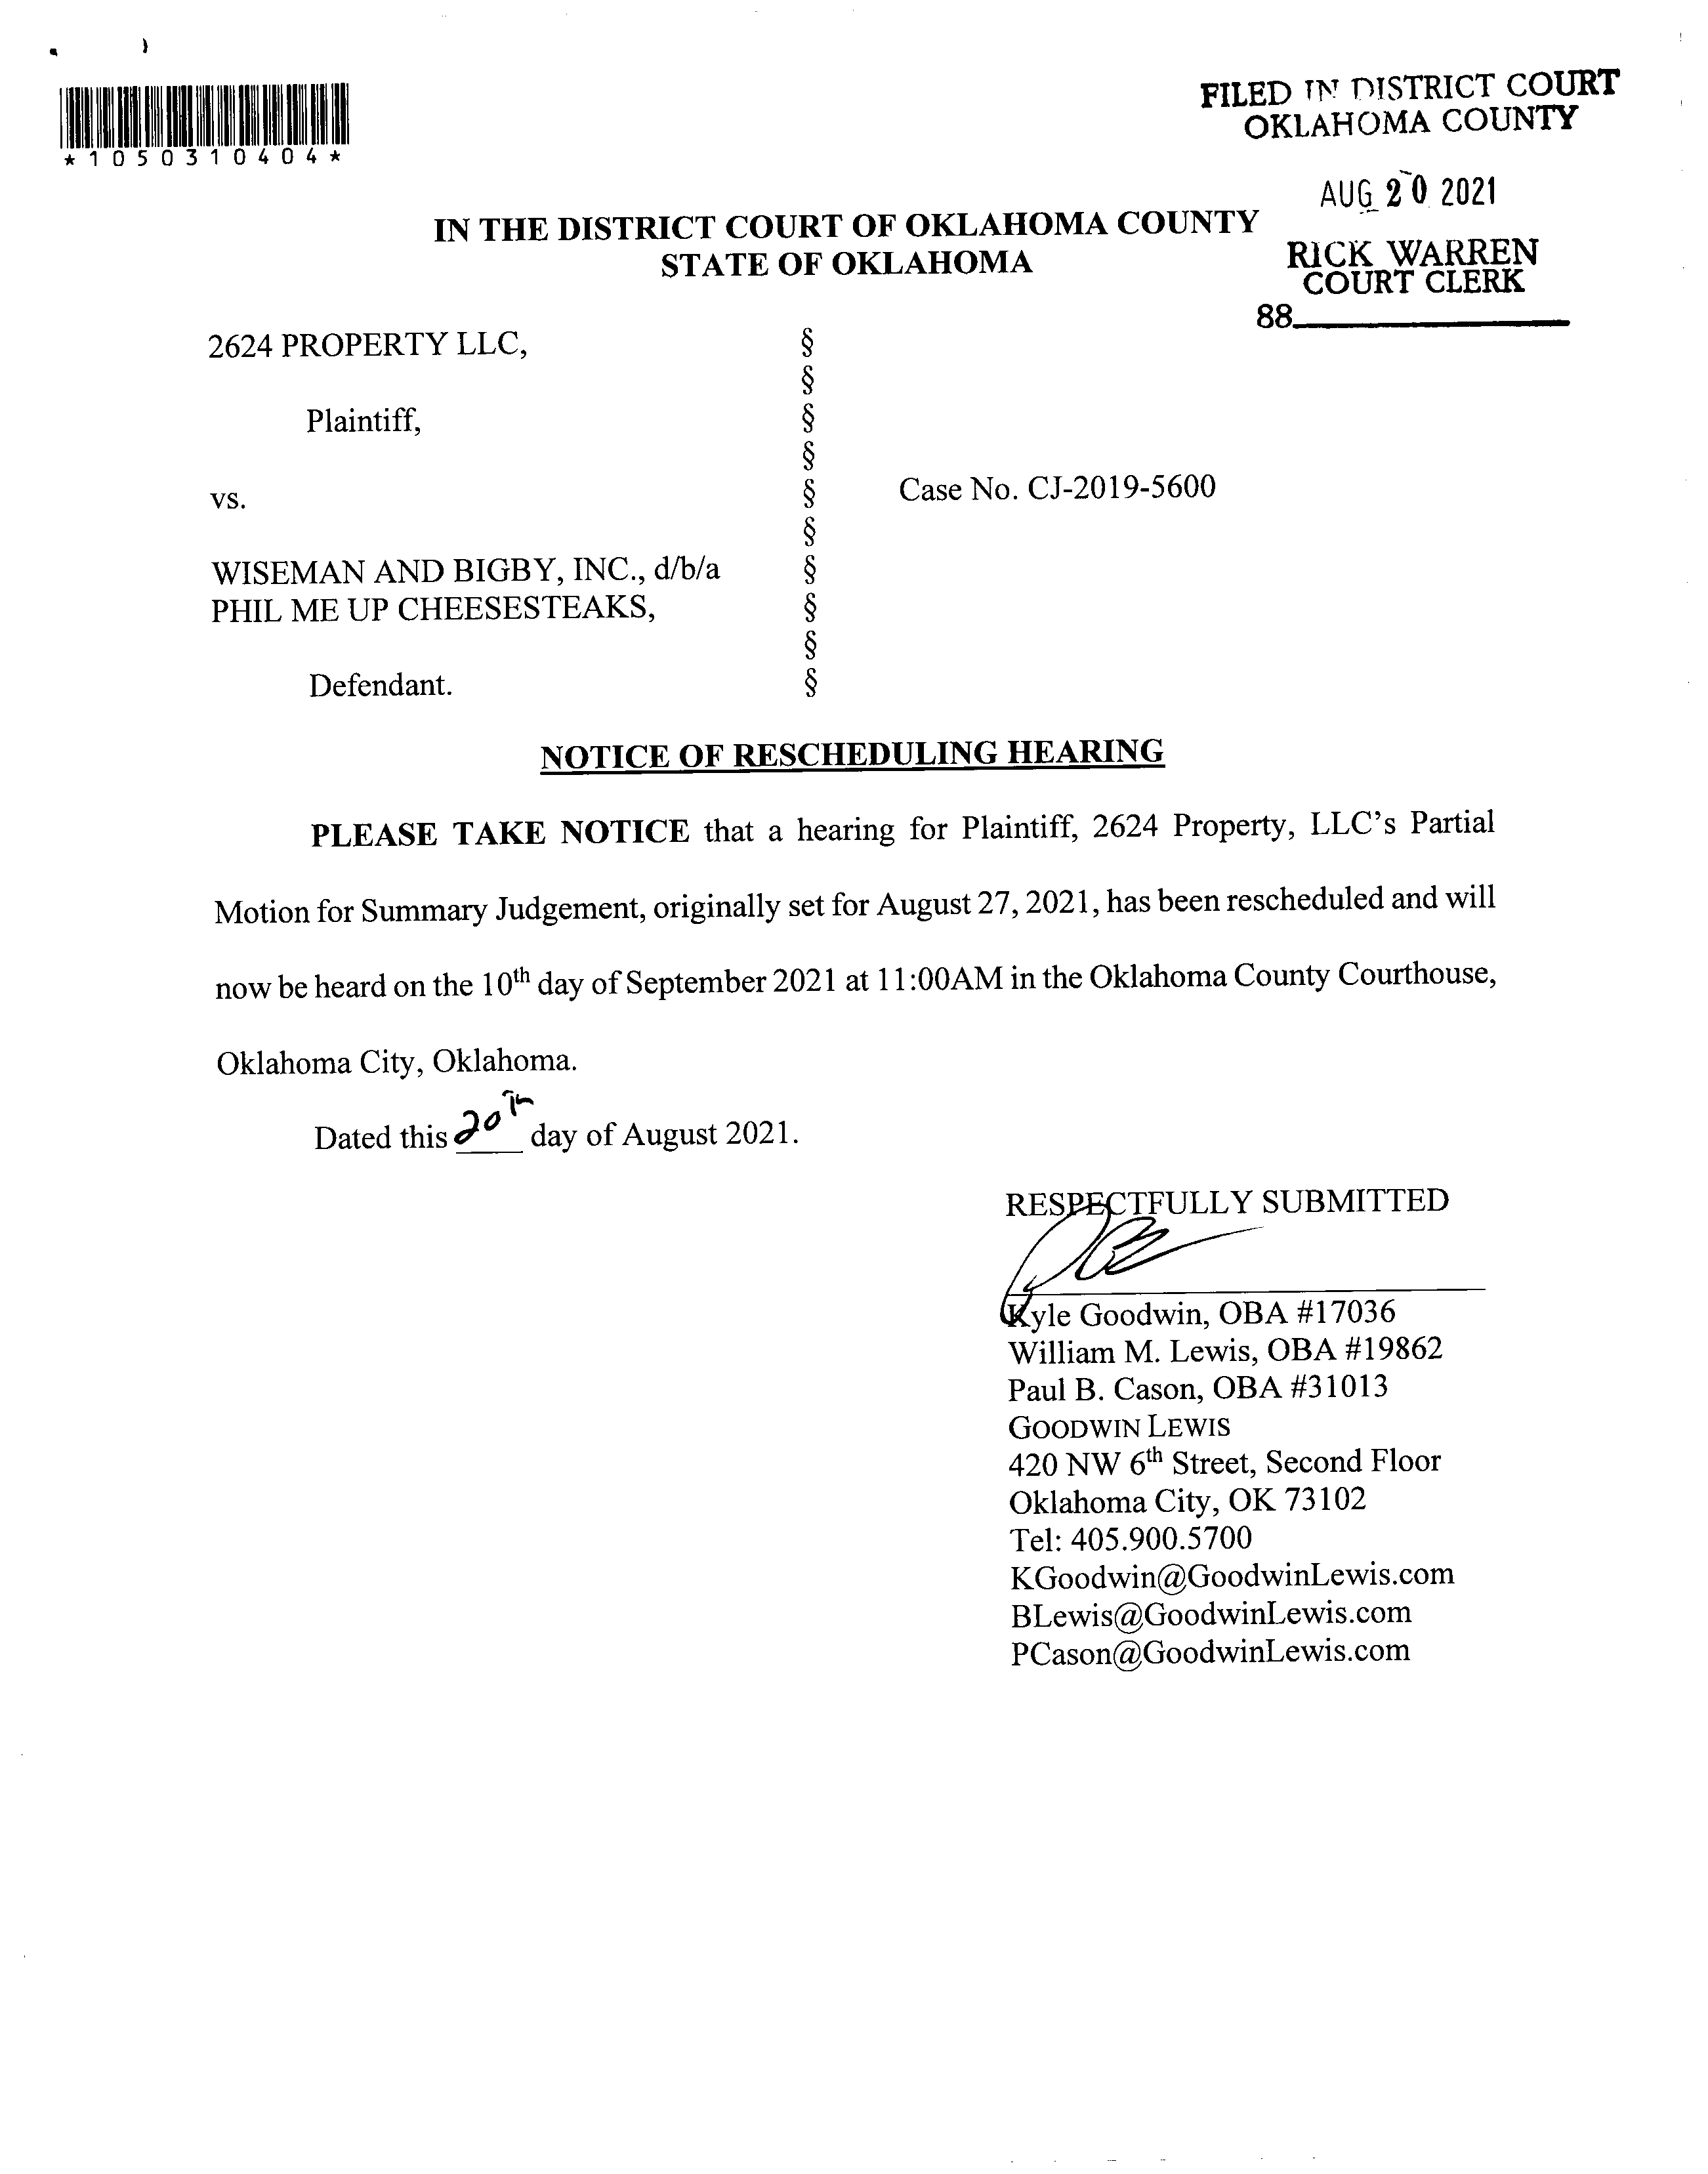 *1050310404*
FILED IN DISTRICT COURT
OKLAHOMA COUNTY
AUG 20 2021
RICK WARREN
COURT CLERK
88
IN THE DISTRICT COURT OF OKLAHOMA COUNTY
STATE OF OKLAHOMA
2624 PROPERTY LLC, §
§
Plaintiff, §
§
vs. § Case No. CJ-2019-5600
§
WISEMAN AND BIGBY, INC., d/b/a §
PHIL ME UP CHEESESTEAKS, §
§
Defendant. §
NOTICE OF RESCHEDULING HEARING
PLEASE TAKE NOTICE that a hearing for Plaintiff, 2624 Property, LLC's Partial
Motion for Summary Judgement, originally set for August 27, 2021, has been rescheduled and will
now be heard on the 10th day of September 2021 at 11:00AM in the Oklahoma County Courthouse,
Oklahoma City, Oklahoma.
Dated this 20th day of August 2021.
RESPECTFULLY SUBMITTED
Kyle Goodwin, OBA #17036
William M. Lewis, OBA #19862
Paul B. Cason, OBA #31013
GOODWIN LEWIS
420 NW 6th Street, Second Floor
Oklahoma City, OK 73102
Tel: 405.900.5700
KGoodwin@GoodwinLewis.com
BLewis@GoodwinLewis.com
PCason@GoodwinLewis.com